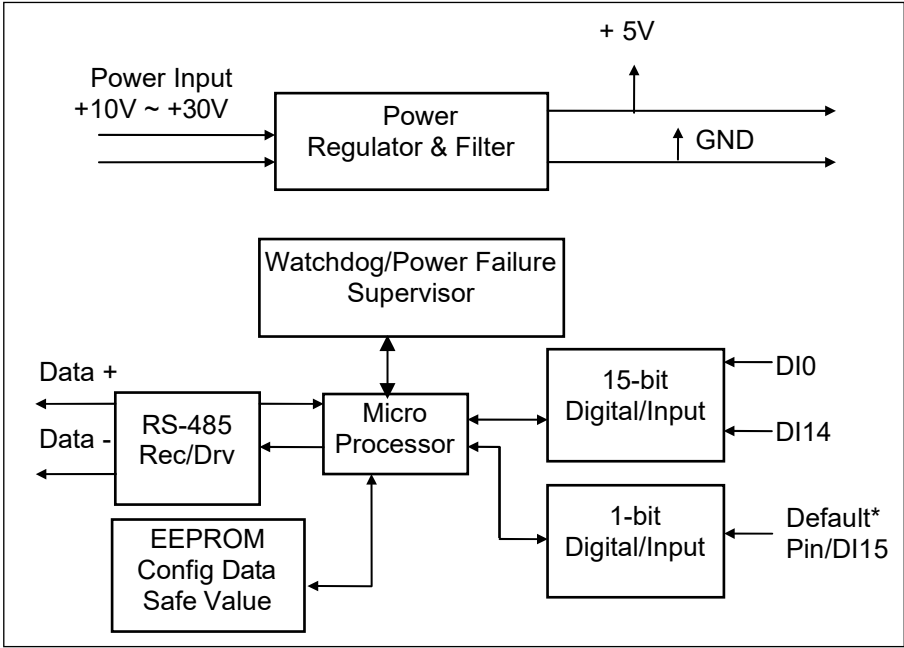 + 5V
Power Input
+10V ~ +30V
Power
Regulator & Filter
GND
Watchdog/Power Failure
Supervisor
Data +
Data -
RS-485
Rec/Drv
Micro
Processor
15-bit
Digital/Input
DI0
DI14
EEPROM
Config Data
Safe Value
1-bit
Digital/Input
Default*
Pin/DI15